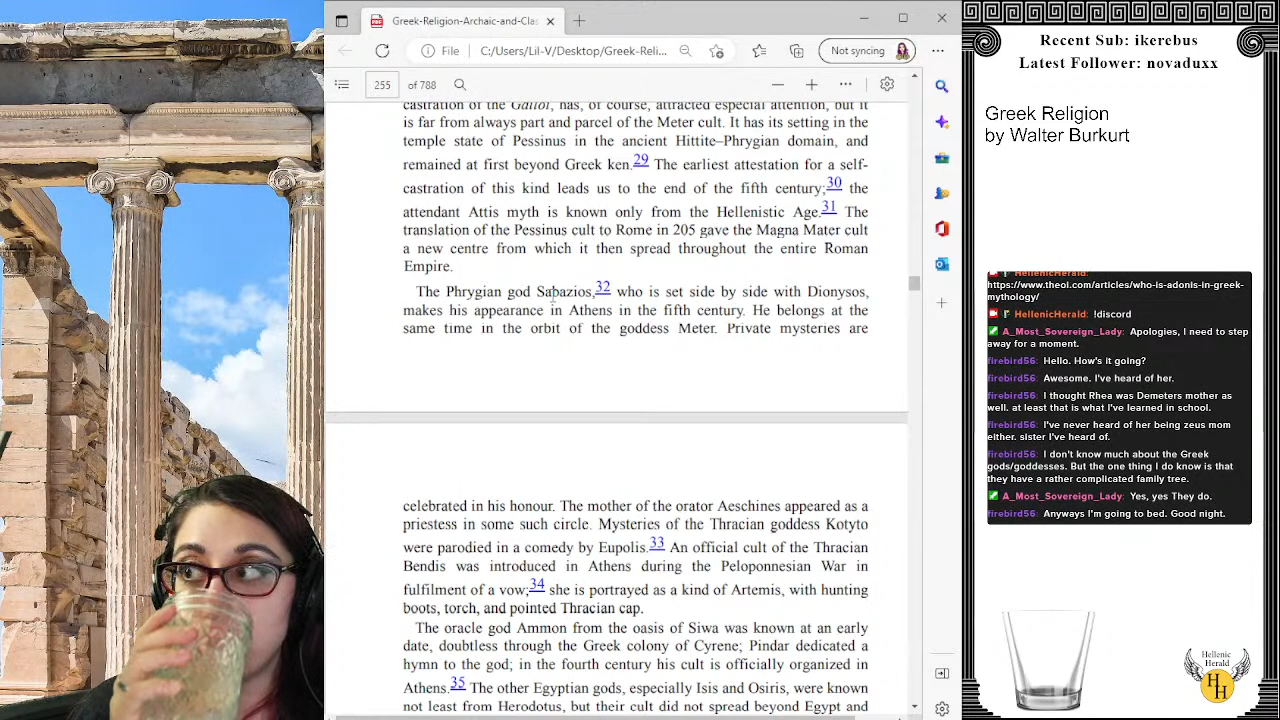 Greek-Religion-Archaic-and-Clas
File
C:/Users/Lil-V/Desktop/Greek-Reli...
Not syncing
255 of 788
castration of the Galloi, has, of course, attracted especial attention, but it
is far from always part and parcel of the Meter cult. It has its setting in the
temple state of Pessinus in the ancient Hittite–Phrygian domain, and
remained at first beyond Greek ken.29 The earliest attestation for a self-
castration of this kind leads us to the end of the fifth century;30 the
attendant Attis myth is known only from the Hellenistic Age.31 The
translation of the Pessinus cult to Rome in 205 gave the Magna Mater cult
a new centre from which it then spread throughout the entire Roman
Empire.
The Phrygian god Sabazios,32 who is set side by side with Dionysos,
makes his appearance in Athens in the fifth century. He belongs at the
same time in the orbit of the goddess Meter. Private mysteries are
celebrated in his honour. The mother of the orator Aeschines appeared as a
priestess in some such circle. Mysteries of the Thracian goddess Kotyto
were parodied in a comedy by Eupolis.33 An official cult of the Thracian
Bendis was introduced in Athens during the Peloponnesian War in
fulfilment of a vow;34 she is portrayed as a kind of Artemis, with hunting
boots, torch, and pointed Thracian cap.
The oracle god Ammon from the oasis of Siwa was known at an early
date, doubtless through the Greek colony of Cyrene; Pindar dedicated a
hymn to the god; in the fourth century his cult is officially organized in
Athens.35 The other Egyptian gods, especially Isis and Osiris, were known
not least from Herodotus, but their cult did not spread beyond Egypt and
Recent Sub: ikerebus
Latest Follower: novaduxx
Greek Religion
by Walter Burkurt
HellenicHerald:
https://www.theoi.com/articles/who-is-adonis-in-greek-
mythology/
HellenicHerald: !discord
A_Most_Sovereign_Lady: Apologies, I need to step
away for a moment.
firebird56: Hello. How's it going?
firebird56: Awesome. I've heard of her.
firebird56: I thought Rhea was Demeters mother as
well. at least that is what I've learned in school.
firebird56: I've never heard of her being zeus mom
either. sister I've heard of.
firebird56: I don't know much about the Greek
gods/goddesses. But the one thing I do know is that
they have a rather complicated family tree.
A_Most_Sovereign_Lady: Yes, yes They do.
firebird56: Anyways I'm going to bed. Good night.
Hellenic
Herald
HH